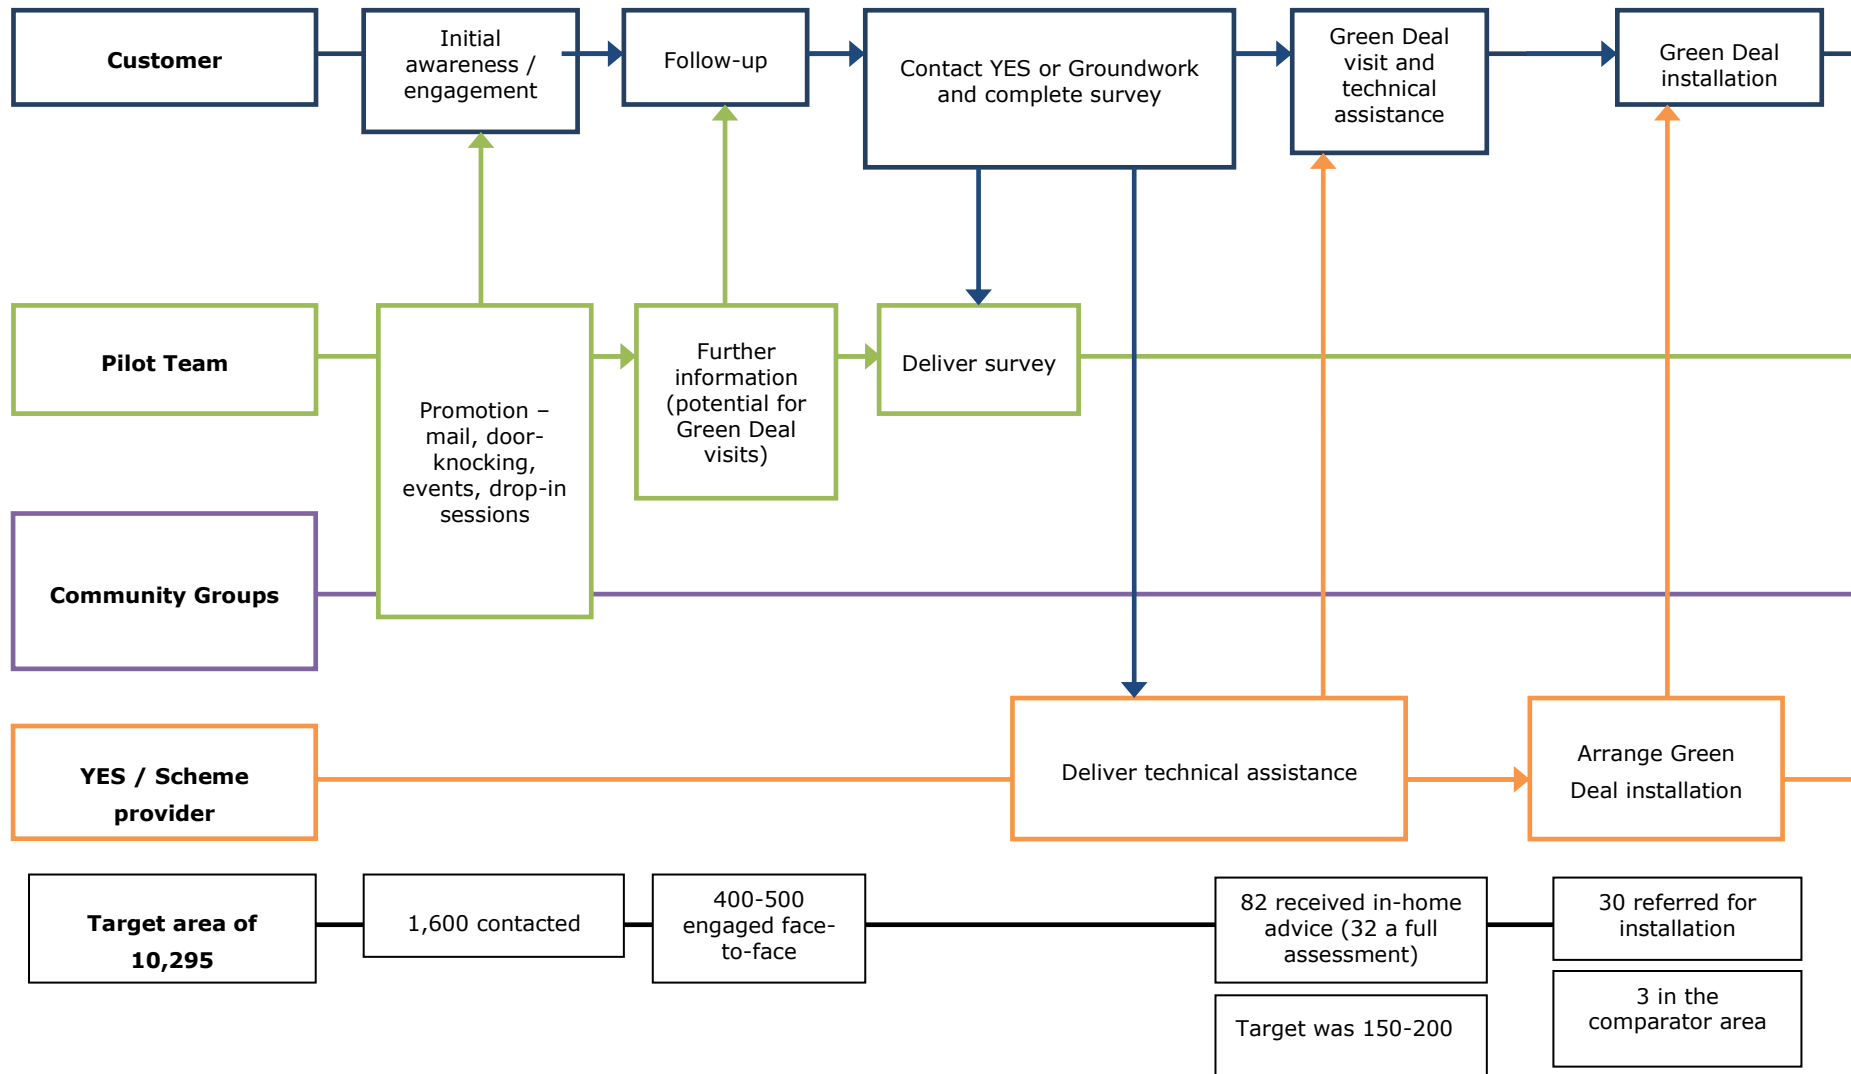 Customer
Initial
awareness /
engagement
Follow-up
Contact YES or Groundwork
and complete survey
Green Deal
visit and
technical
assistance
Green Deal
installation
Pilot Team
Promotion –
mail, door-
knocking,
events, drop-in
sessions
Further
information
(potential for
Green Deal
visits)
Deliver survey
Community Groups
YES / Scheme
provider
Deliver technical assistance
Arrange Green
Deal installation
Target area of
10,295
1,600 contacted
400-500
engaged face-
to-face
82 received in-home
advice (32 a full
assessment)
30 referred for
installation
Target was 150-200
3 in the
comparator area